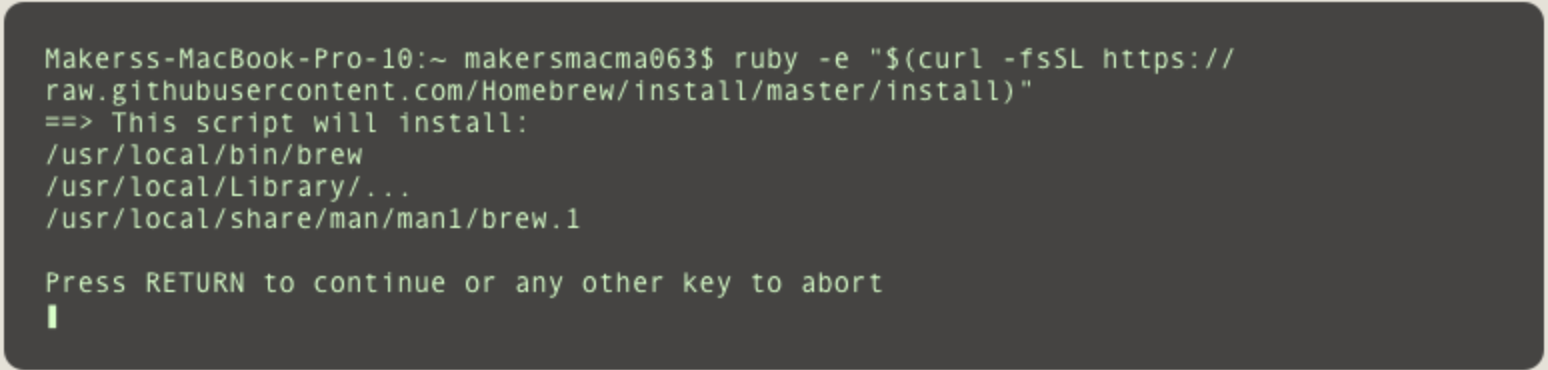 Makerss-MacBook-Pro-10:~ makersmacma063$ ruby -e "$(curl -fsSL https://
raw.githubusercontent.com/Homebrew/install/master/install)"
==> This script will install:
/usr/local/bin/brew
/usr/local/Library/...
/usr/local/share/man/man1/brew.1
Press RETURN to continue or any other key to abort